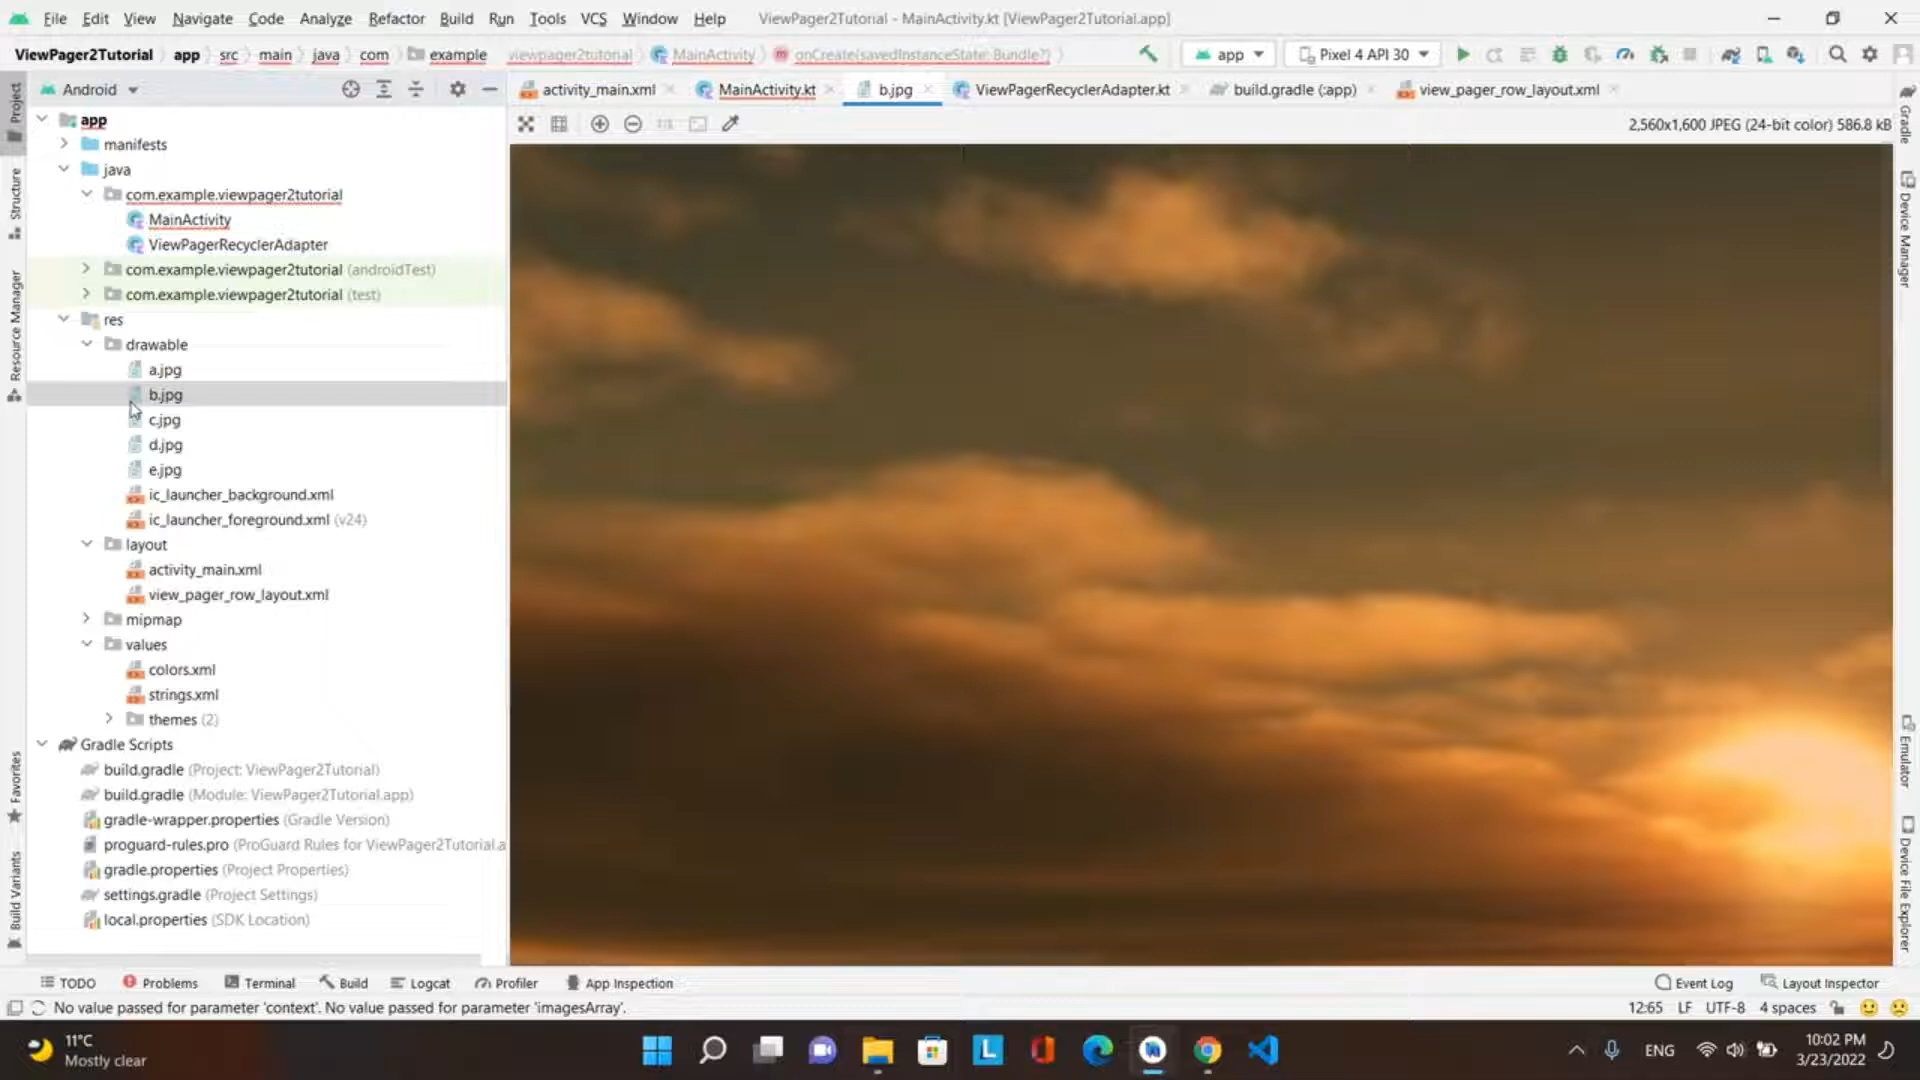 File Edit View Navigate Code Analyze Refactor Build Run Tools VCS Window Help ViewPager2Tutorial - MainActivity.kt [ViewPager2Tutorial.app]
ViewPager2Tutorial app src main java com example viewpager2tutorial MainActivity onCreate(savedInstanceState: Bundle?) app Pixel 4 API 30
Project
Structure
Resource Manager
Favorites
Build Variants
Android
activity_main.xml MainActivity.kt b.jpg ViewPagerRecyclerAdapter.kt build.gradle (:app) view_pager_row_layout.xml
2,560x1,600 JPEG (24-bit color) 586.8 kB
app
manifests
java
com.example.viewpager2tutorial
MainActivity
ViewPagerRecyclerAdapter
com.example.viewpager2tutorial (androidTest)
com.example.viewpager2tutorial (test)
res
drawable
a.jpg
b.jpg
c.jpg
d.jpg
e.jpg
ic_launcher_background.xml
ic_launcher_foreground.xml (v24)
layout
activity_main.xml
view_pager_row_layout.xml
mipmap
values
colors.xml
strings.xml
themes (2)
Gradle Scripts
build.gradle (Project: ViewPager2Tutorial)
build.gradle (Module: ViewPager2Tutorial.app)
gradle-wrapper.properties (Gradle Version)
proguard-rules.pro (ProGuard Rules for ViewPager2Tutorial.a
gradle.properties (Project Properties)
settings.gradle (Project Settings)
local.properties (SDK Location)
Gradle
Device Manager
Emulator
Device File Explorer
TODO Problems Terminal Build Logcat Profiler App Inspection Event Log Layout Inspector
No value passed for parameter 'context'. No value passed for parameter 'imagesArray'. 12:65 LF UTF-8 4 spaces
11°C
Mostly clear
L
ENG
10:02 PM
3/23/2022